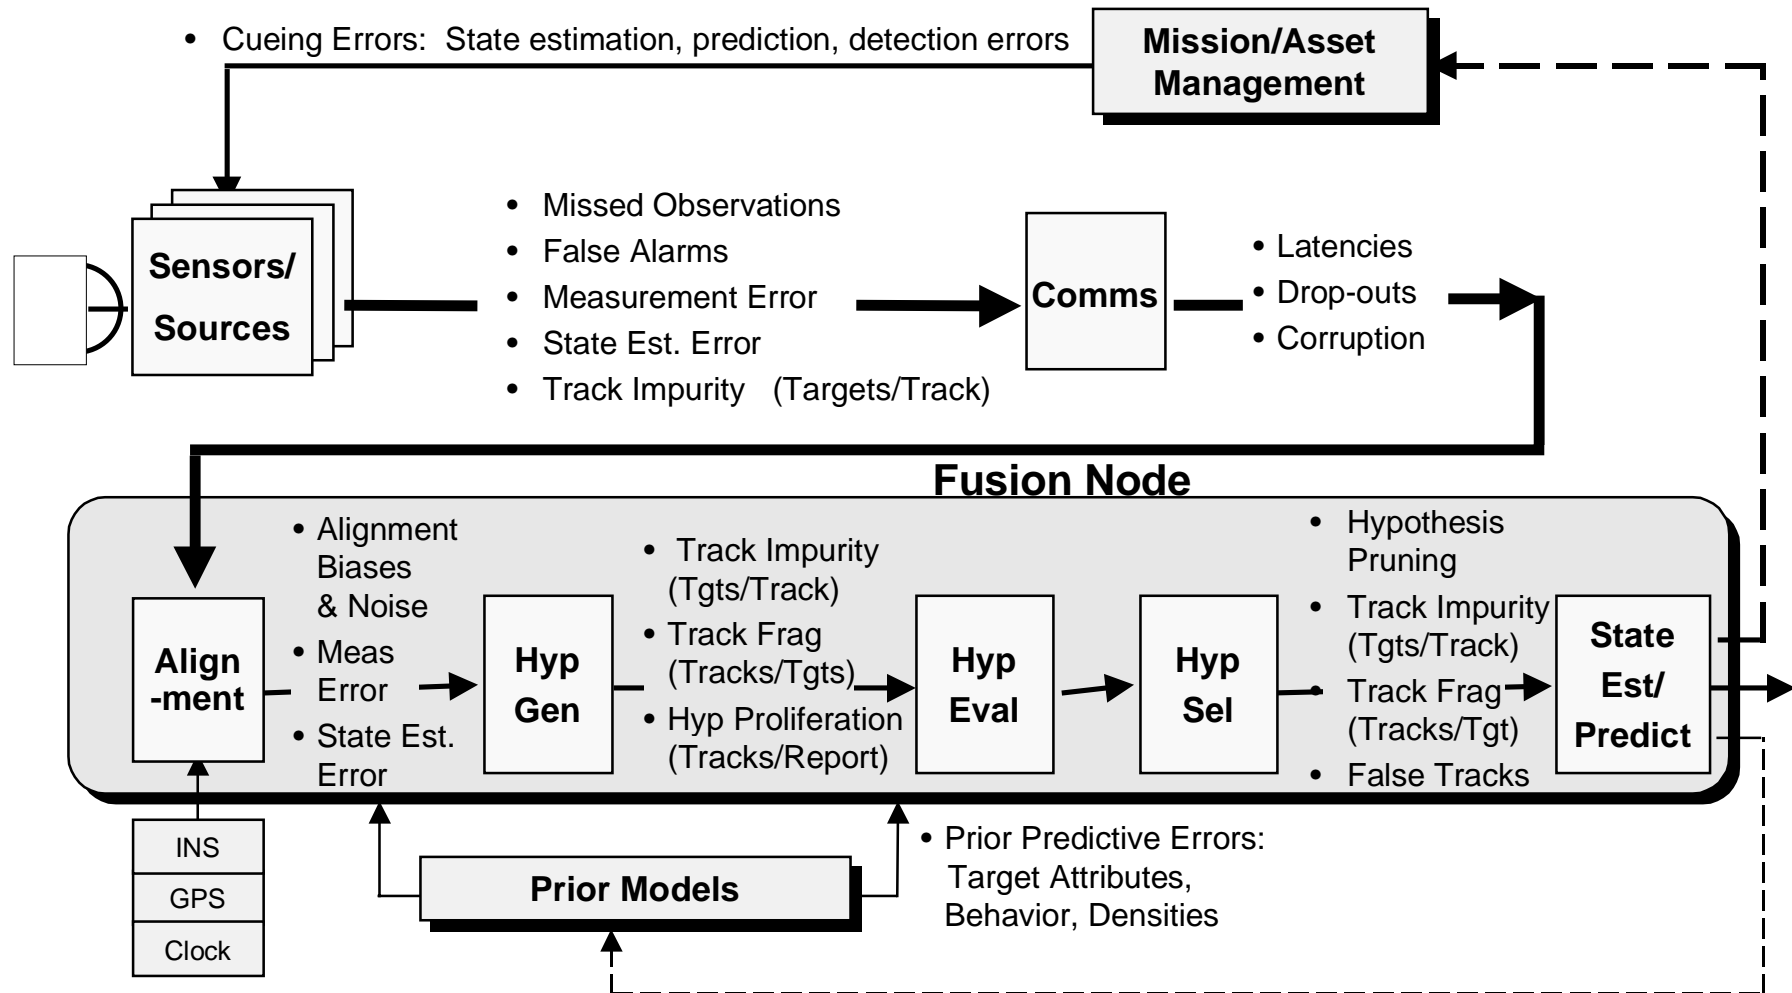 • Cueing Errors: State estimation, prediction, detection errors
Mission/Asset
Management
Sensors/
Sources
• Missed Observations
• False Alarms
• Measurement Error
• State Est. Error
• Track Impurity (Targets/Track)
Comms
• Latencies
• Drop-outs
• Corruption
Fusion Node
Align
-ment
• Alignment
Biases
& Noise
• Meas
Error
• State Est.
Error
Hyp
Gen
• Track Impurity
(Tgts/Track)
• Track Frag
(Tracks/Tgts)
• Hyp Proliferation
(Tracks/Report)
Hyp
Eval
Hyp
Sel
• Hypothesis
Pruning
• Track Impurity
(Tgts/Track)
• Track Frag
(Tracks/Tgt)
• False Tracks
State
Est/
Predict
INS
GPS
Clock
Prior Models
• Prior Predictive Errors:
Target Attributes,
Behavior, Densities